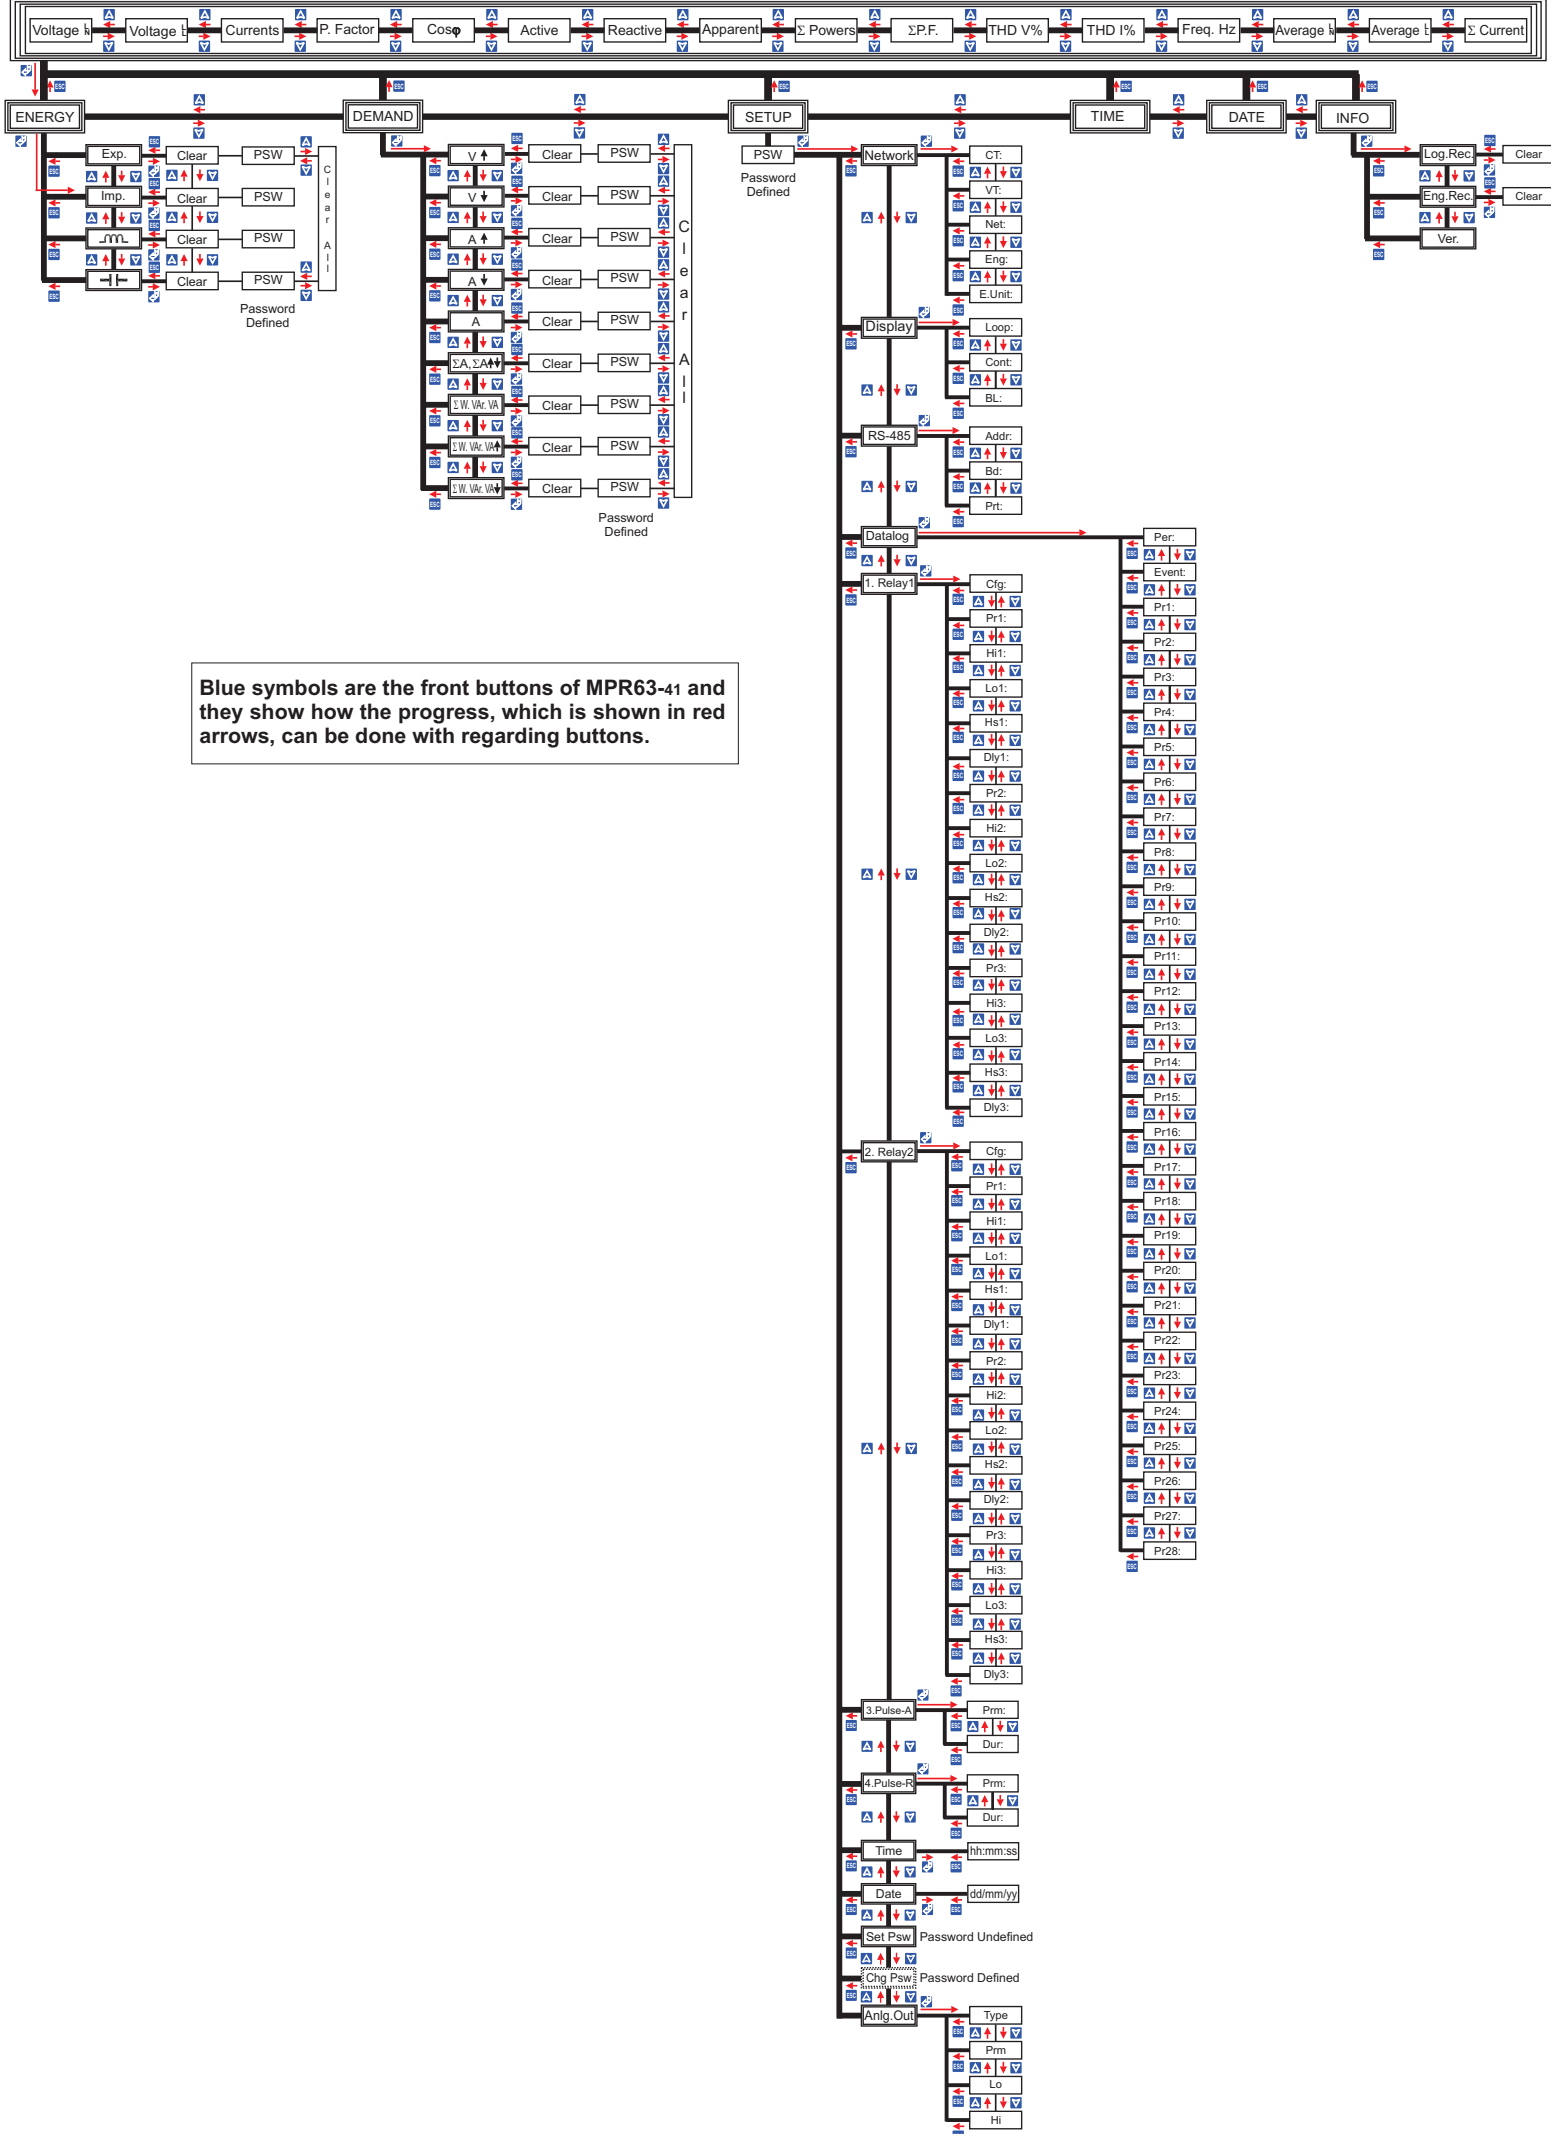 Voltage L N
Voltage L L
Currents
P. Factor
Cosφ
Active
Reactive
Apparent
Σ Powers
ΣP.F.
THD V%
THD I%
Freq. Hz
Average L N
Average L L
Σ Current
ENERGY
DEMAND
SETUP
TIME
DATE
INFO
Exp.
Clear
PSW
Imp.
Clear
PSW
Clear
PSW
Clear
PSW
Clear All
Password
Defined
V ↑
Clear
PSW
V ↓
Clear
PSW
A ↑
Clear
PSW
A ↓
Clear
PSW
A
Clear
PSW
ΣA, ΣA↑↓
Clear
PSW
Σ W. VAr. VA
Clear
PSW
Σ W. VAr. VA↑
Clear
PSW
Σ W. VAr. VA↓
Clear
PSW
Clear All
Password
Defined
PSW
Password
Defined
Network
CT:
VT:
Net:
Eng:
E.Unit:
Display
Loop:
Cont:
BL:
RS-485
Addr:
Bd:
Prt:
Datalog
Per:
Event:
Pr1:
Pr2:
Pr3:
Pr4:
Pr5:
Pr6:
Pr7:
Pr8:
Pr9:
Pr10:
Pr11:
Pr12:
Pr13:
Pr14:
Pr15:
Pr16:
Pr17:
Pr18:
Pr19:
Pr20:
Pr21:
Pr22:
Pr23:
Pr24:
Pr25:
Pr26:
Pr27:
Pr28:
1. Relay1
Cfg:
Pr1:
Hi1:
Lo1:
Hs1:
Dly1:
Pr2:
Hi2:
Lo2:
Hs2:
Dly2:
Pr3:
Hi3:
Lo3:
Hs3:
Dly3:
2. Relay2
Cfg:
Pr1:
Hi1:
Lo1:
Hs1:
Dly1:
Pr2:
Hi2:
Lo2:
Hs2:
Dly2:
Pr3:
Hi3:
Lo3:
Hs3:
Dly3:
3.Pulse-A
Prm:
Dur:
4.Pulse-R
Prm:
Dur:
Time
hh:mm:ss
Date
dd/mm/yy
Set Psw
Password Undefined
Chg Psw
Password Defined
Anlg.Out
Type
Prm
Lo
Hi
Log.Rec.
Clear
Eng.Rec.
Clear
Ver.
ESC
Blue symbols are the front buttons of MPR63-41 and
they show how the progress, which is shown in red
arrows, can be done with regarding buttons.